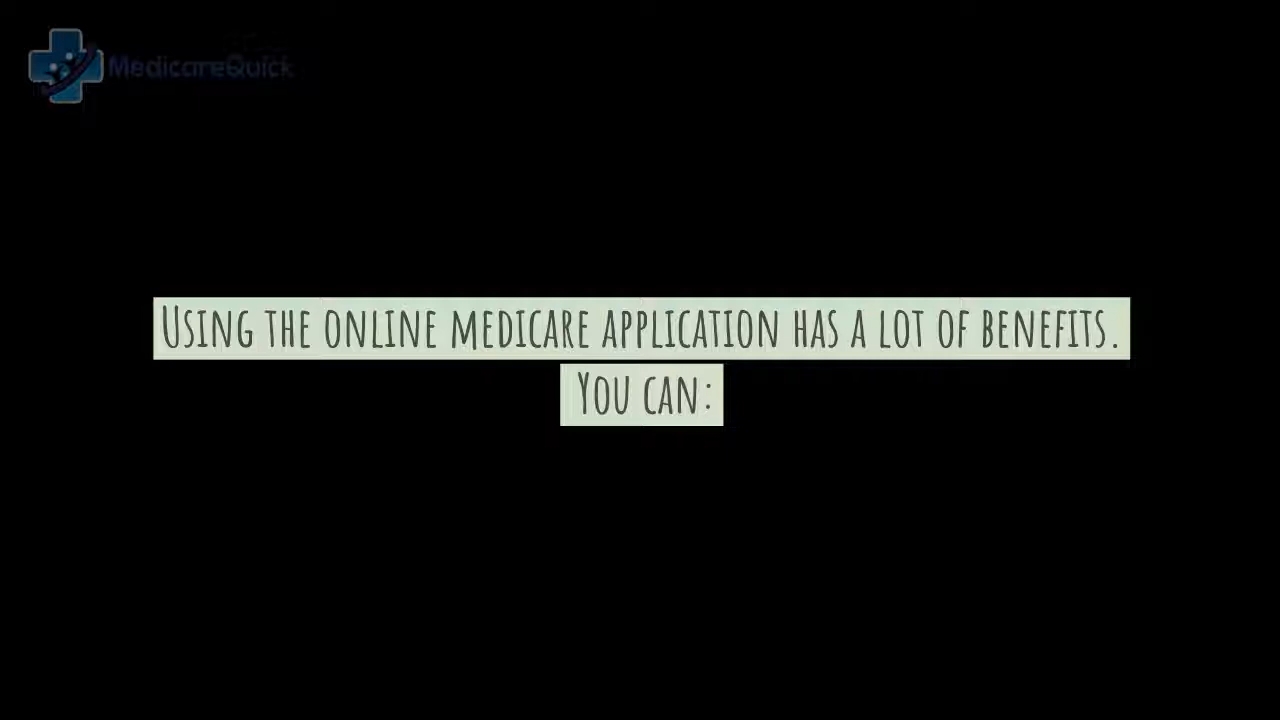 MedicareQuick
Using the online medicare application has a lot of benefits.
You can: